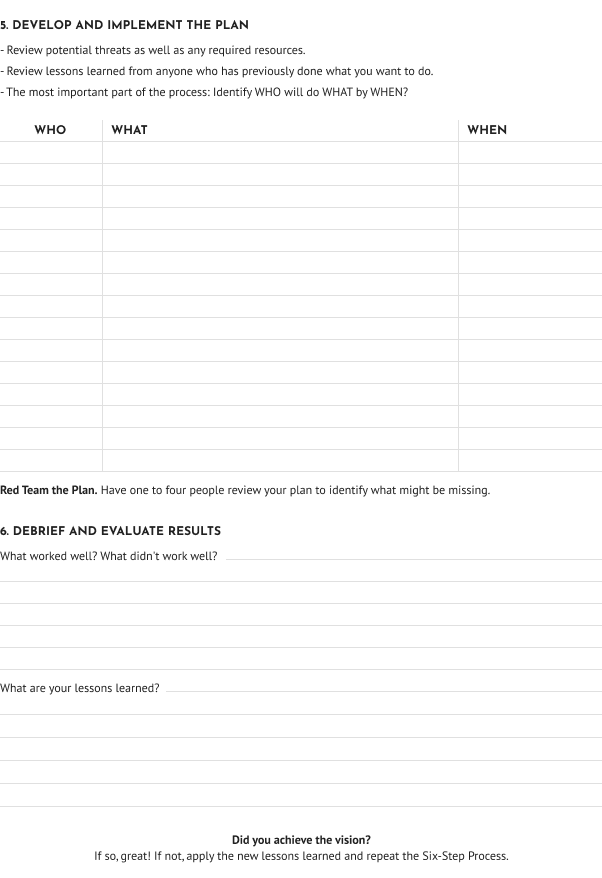 5. DEVELOP AND IMPLEMENT THE PLAN
- Review potential threats as well as any required resources.
- Review lessons learned from anyone who has previously done what you want to do.
- The most important part of the process: Identify WHO will do WHAT by WHEN?
WHO WHAT WHEN
Red Team the Plan. Have one to four people review your plan to identify what might be missing.
6. DEBRIEF AND EVALUATE RESULTS
What worked well? What didn't work well?
What are your lessons learned?
Did you achieve the vision?
If so, great! If not, apply the new lessons learned and repeat the Six-Step Process.